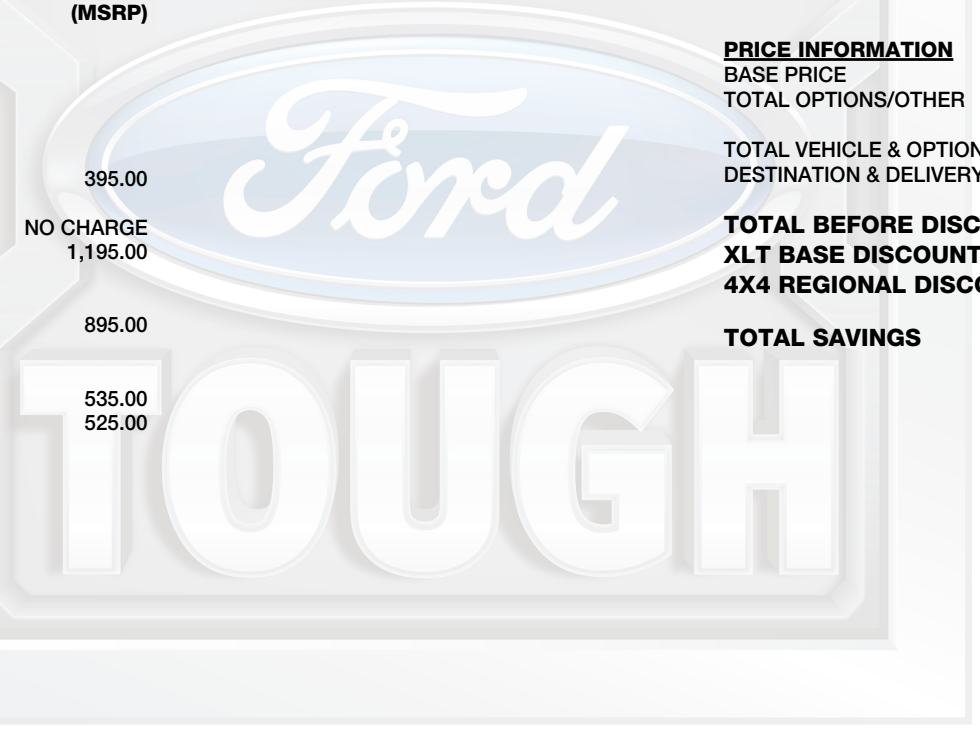 (MSRP)
395.00
NO CHARGE
1,195.00
895.00
535.00
525.00
PRICE INFORMATION
BASE PRICE
TOTAL OPTIONS/OTHER
TOTAL VEHICLE & OPTION
DESTINATION & DELIVERY
TOTAL BEFORE DISC
XLT BASE DISCOUNT
4X4 REGIONAL DISCO
TOTAL SAVINGS
Ford
TOUGH